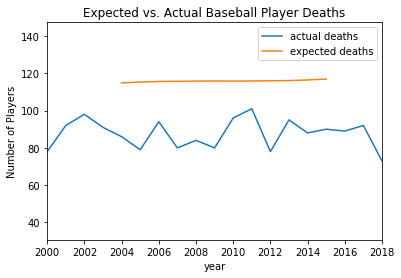 Expected vs. Actual Baseball Player Deaths
actual deaths
expected deaths
Number of Players
140
120
100
80
60
40
2000 2002 2004 2006 2008 2010 2012 2014 2016 2018
year